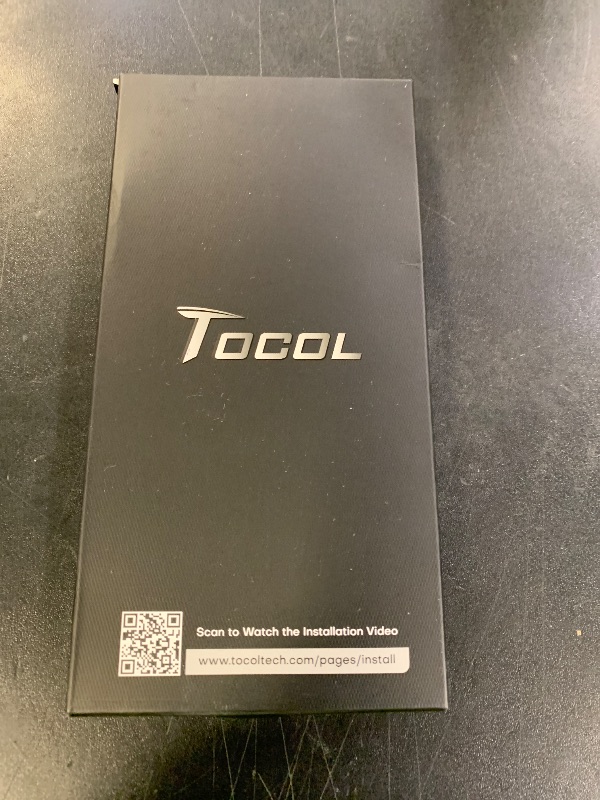 TOCOL
Scan to Watch the Installation Video
www.tocoltech.com/pages/install